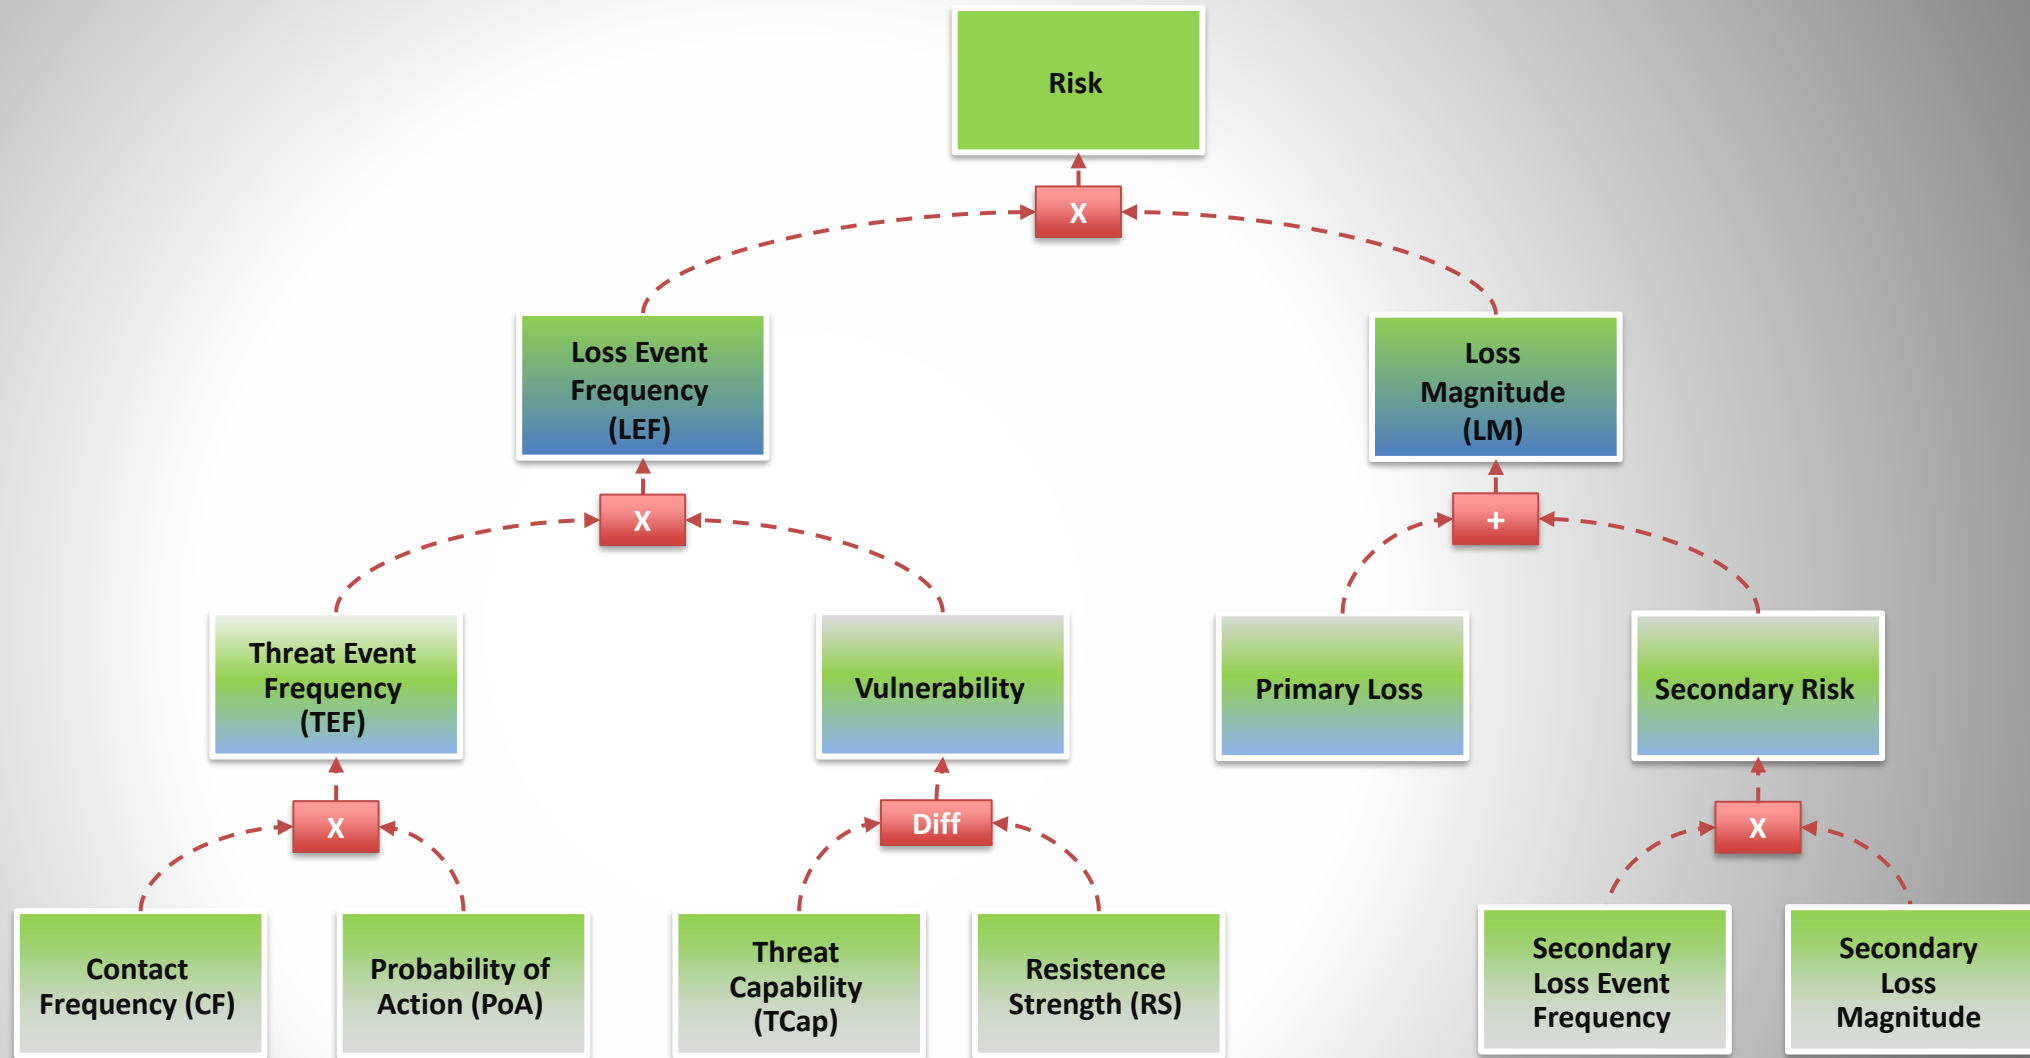 Risk
X
Loss Event
Frequency
(LEF)
Loss
Magnitude
(LM)
X
+
Threat Event
Frequency
(TEF)
Vulnerability
Primary Loss
Secondary Risk
X
Diff
X
Contact
Frequency (CF)
Probability of
Action (PoA)
Threat
Capability
(TCap)
Resistence
Strength (RS)
Secondary
Loss Event
Frequency
Secondary
Loss
Magnitude